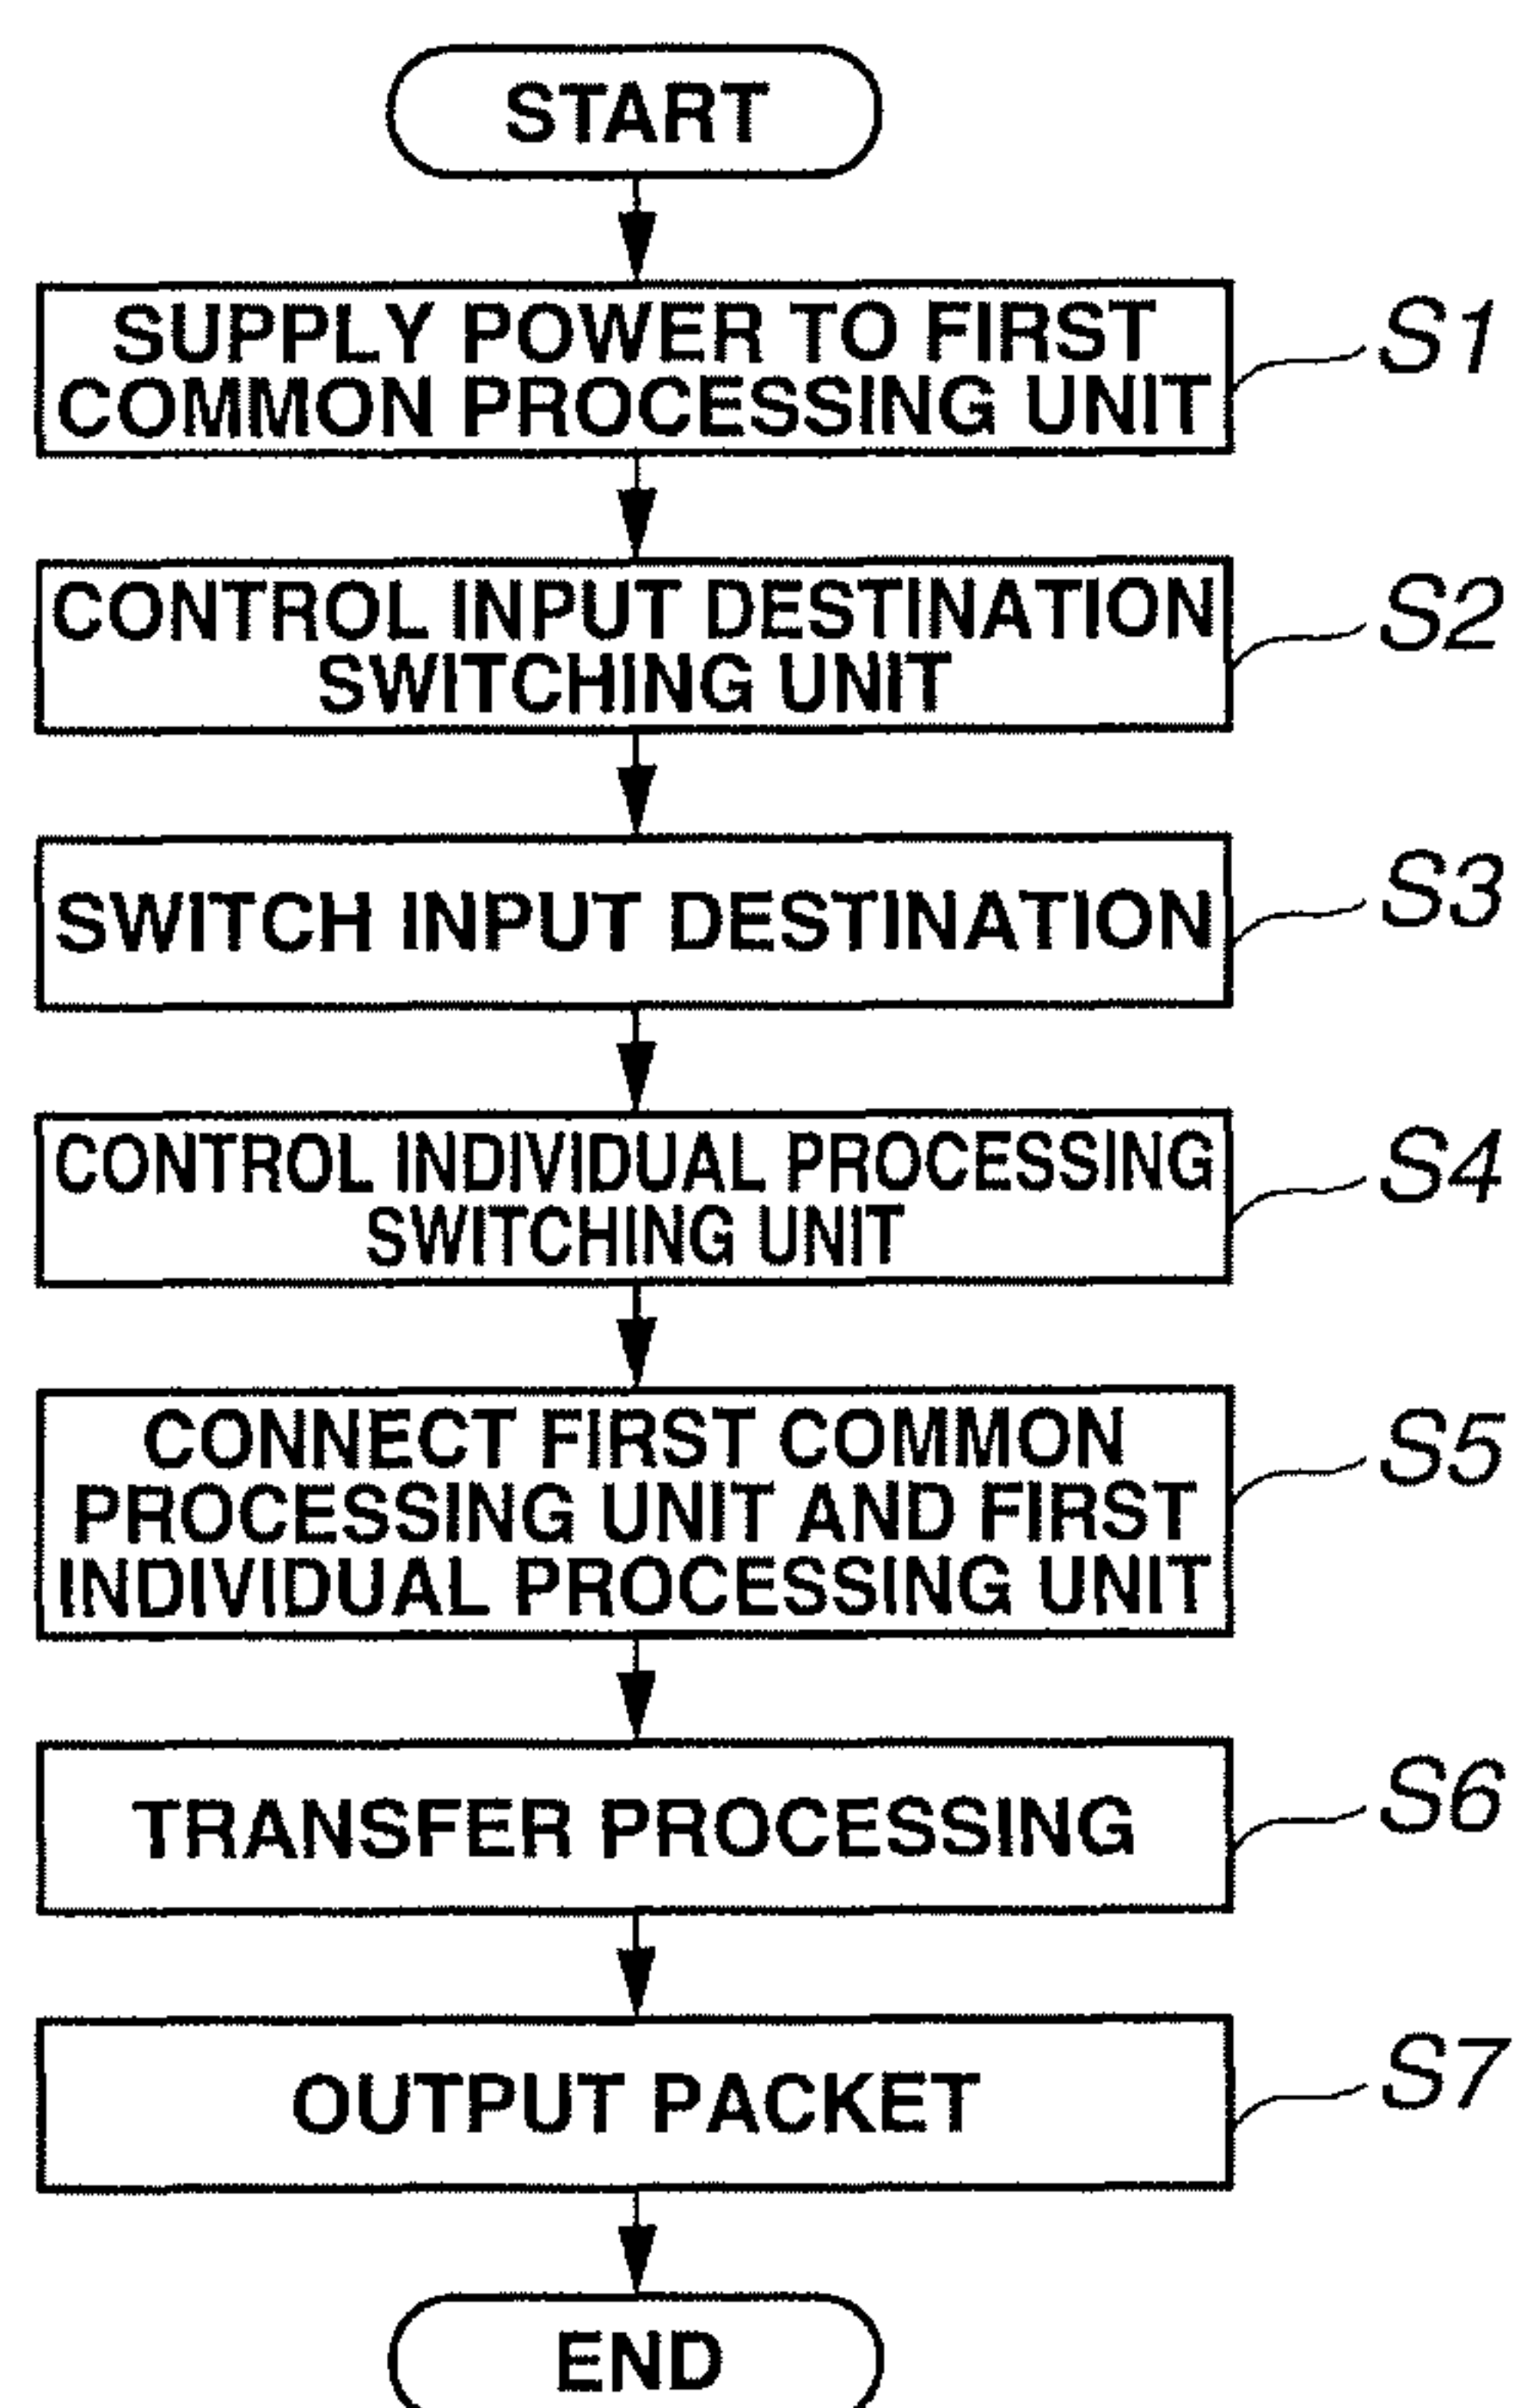 START
SUPPLY POWER TO FIRST
COMMON PROCESSING UNIT
S1
CONTROL INPUT DESTINATION
SWITCHING UNIT
S2
SWITCH INPUT DESTINATION
S3
CONTROL INDIVIDUAL PROCESSING
SWITCHING UNIT
S4
CONNECT FIRST COMMON
PROCESSING UNIT AND FIRST
INDIVIDUAL PROCESSING UNIT
S5
TRANSFER PROCESSING
S6
OUTPUT PACKET
S7
END